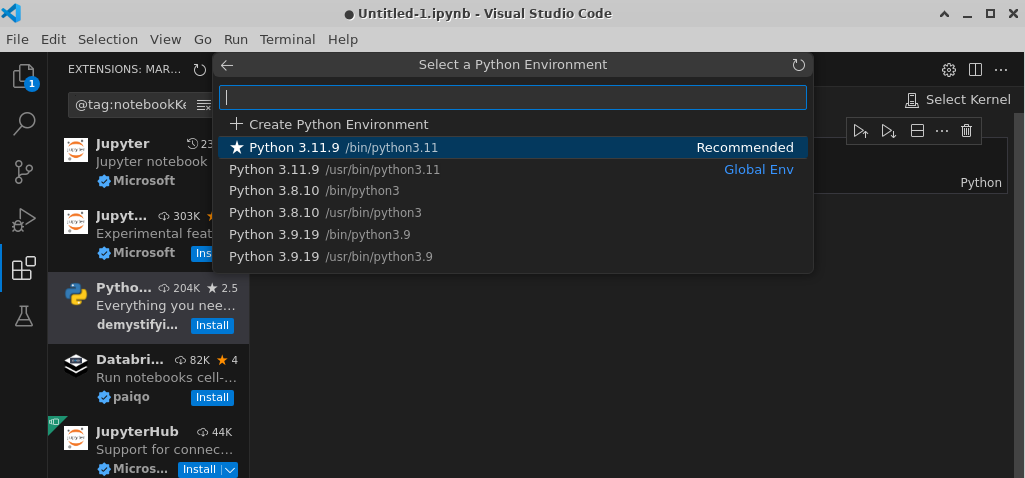 ● Untitled-1.ipynb - Visual Studio Code
File Edit Selection View Go Run Terminal Help
EXTENSIONS: MAR...
Select a Python Environment
1
@tag:notebookKe
Select Kernel
Create Python Environment
Python 3.11.9 /bin/python3.11 Recommended
Python 3.11.9 /usr/bin/python3.11 Global Env
Python 3.8.10 /bin/python3
Python 3.8.10 /usr/bin/python3
Python 3.9.19 /bin/python3.9
Python 3.9.19 /usr/bin/python3.9
Python
Jupyter 23
Jupyter notebook
Microsoft
Jupyt... 303K
Experimental feat
Microsoft Ins
Pytho... 204K ★ 2.5
Everything you nee...
demystifyi... Install
Databri... 82K ★ 4
Run notebooks cell-...
paiqo Install
JupyterHub 44K
Support for connec...
Micros... Install